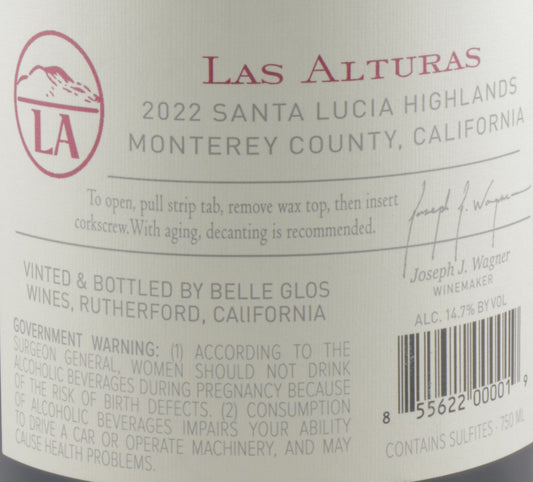 LA
LAS ALTURAS
2022 SANTA LUCIA HIGHLANDS
MONTEREY COUNTY, CALIFORNIA
To open, pull strip tab, remove wax top, then insert
corkscrew. With aging, decanting is recommended.
Joseph J. Wagner
Joseph J. Wagner
WINEMAKER
VINTED & BOTTLED BY BELLE GLOS
WINES, RUTHERFORD, CAlifORNIA
ALC. 14.7% BY VOL
GOVERNMENT WARNING: (1) ACCORDING TO THE
SURGEON GENERAL, WOMEN SHOULD NOT DRINK
ALCOHOLIC BEVERAGES DURING PREGNANCY BECAUSE
OF THE RISK OF BIRTH DEFECTS. (2) CONSUMPTION
OF ALCOHOLIC BEVERAGES IMPAIRS YOUR ABILITY
TO DRIVE A CAR OR OPERATE MACHINERY, AND MAY
CAUSE HEALTH PROBLEMS.
8 55622 00001 9
CONTAINS SULFITES · 750 ML